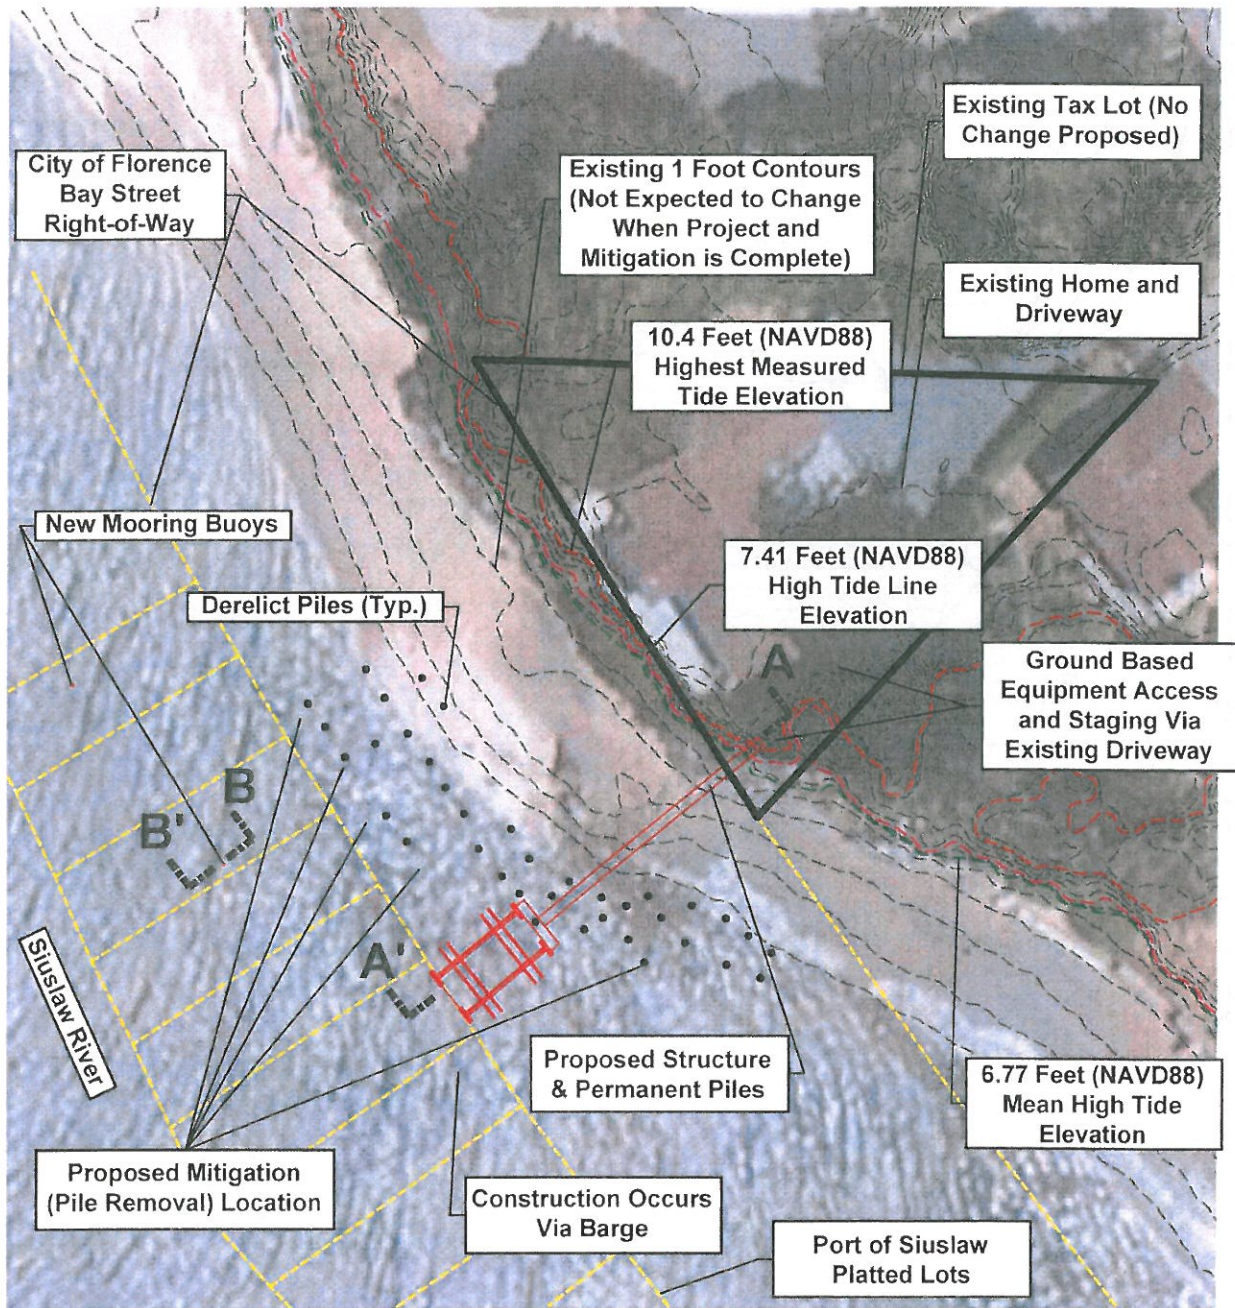 Existing Tax Lot (No
Change Proposed)
City of Florence
Bay Street
Right-of-Way
Existing 1 Foot Contours
(Not Expected to Change
When Project and
Mitigation is Complete)
Existing Home and
Driveway
10.4 Feet (NAVD88)
Highest Measured
Tide Elevation
New Mooring Buoys
7.41 Feet (NAVD88)
High Tide Line
Elevation
Derelict Piles (Typ.)
A
Ground Based
Equipment Access
and Staging Via
Existing Driveway
B
B'
A'
Siuslaw River
Proposed Structure
& Permanent Piles
6.77 Feet (NAVD88)
Mean High Tide
Elevation
Proposed Mitigation
(Pile Removal) Location
Construction Occurs
Via Barge
Port of Siuslaw
Platted Lots